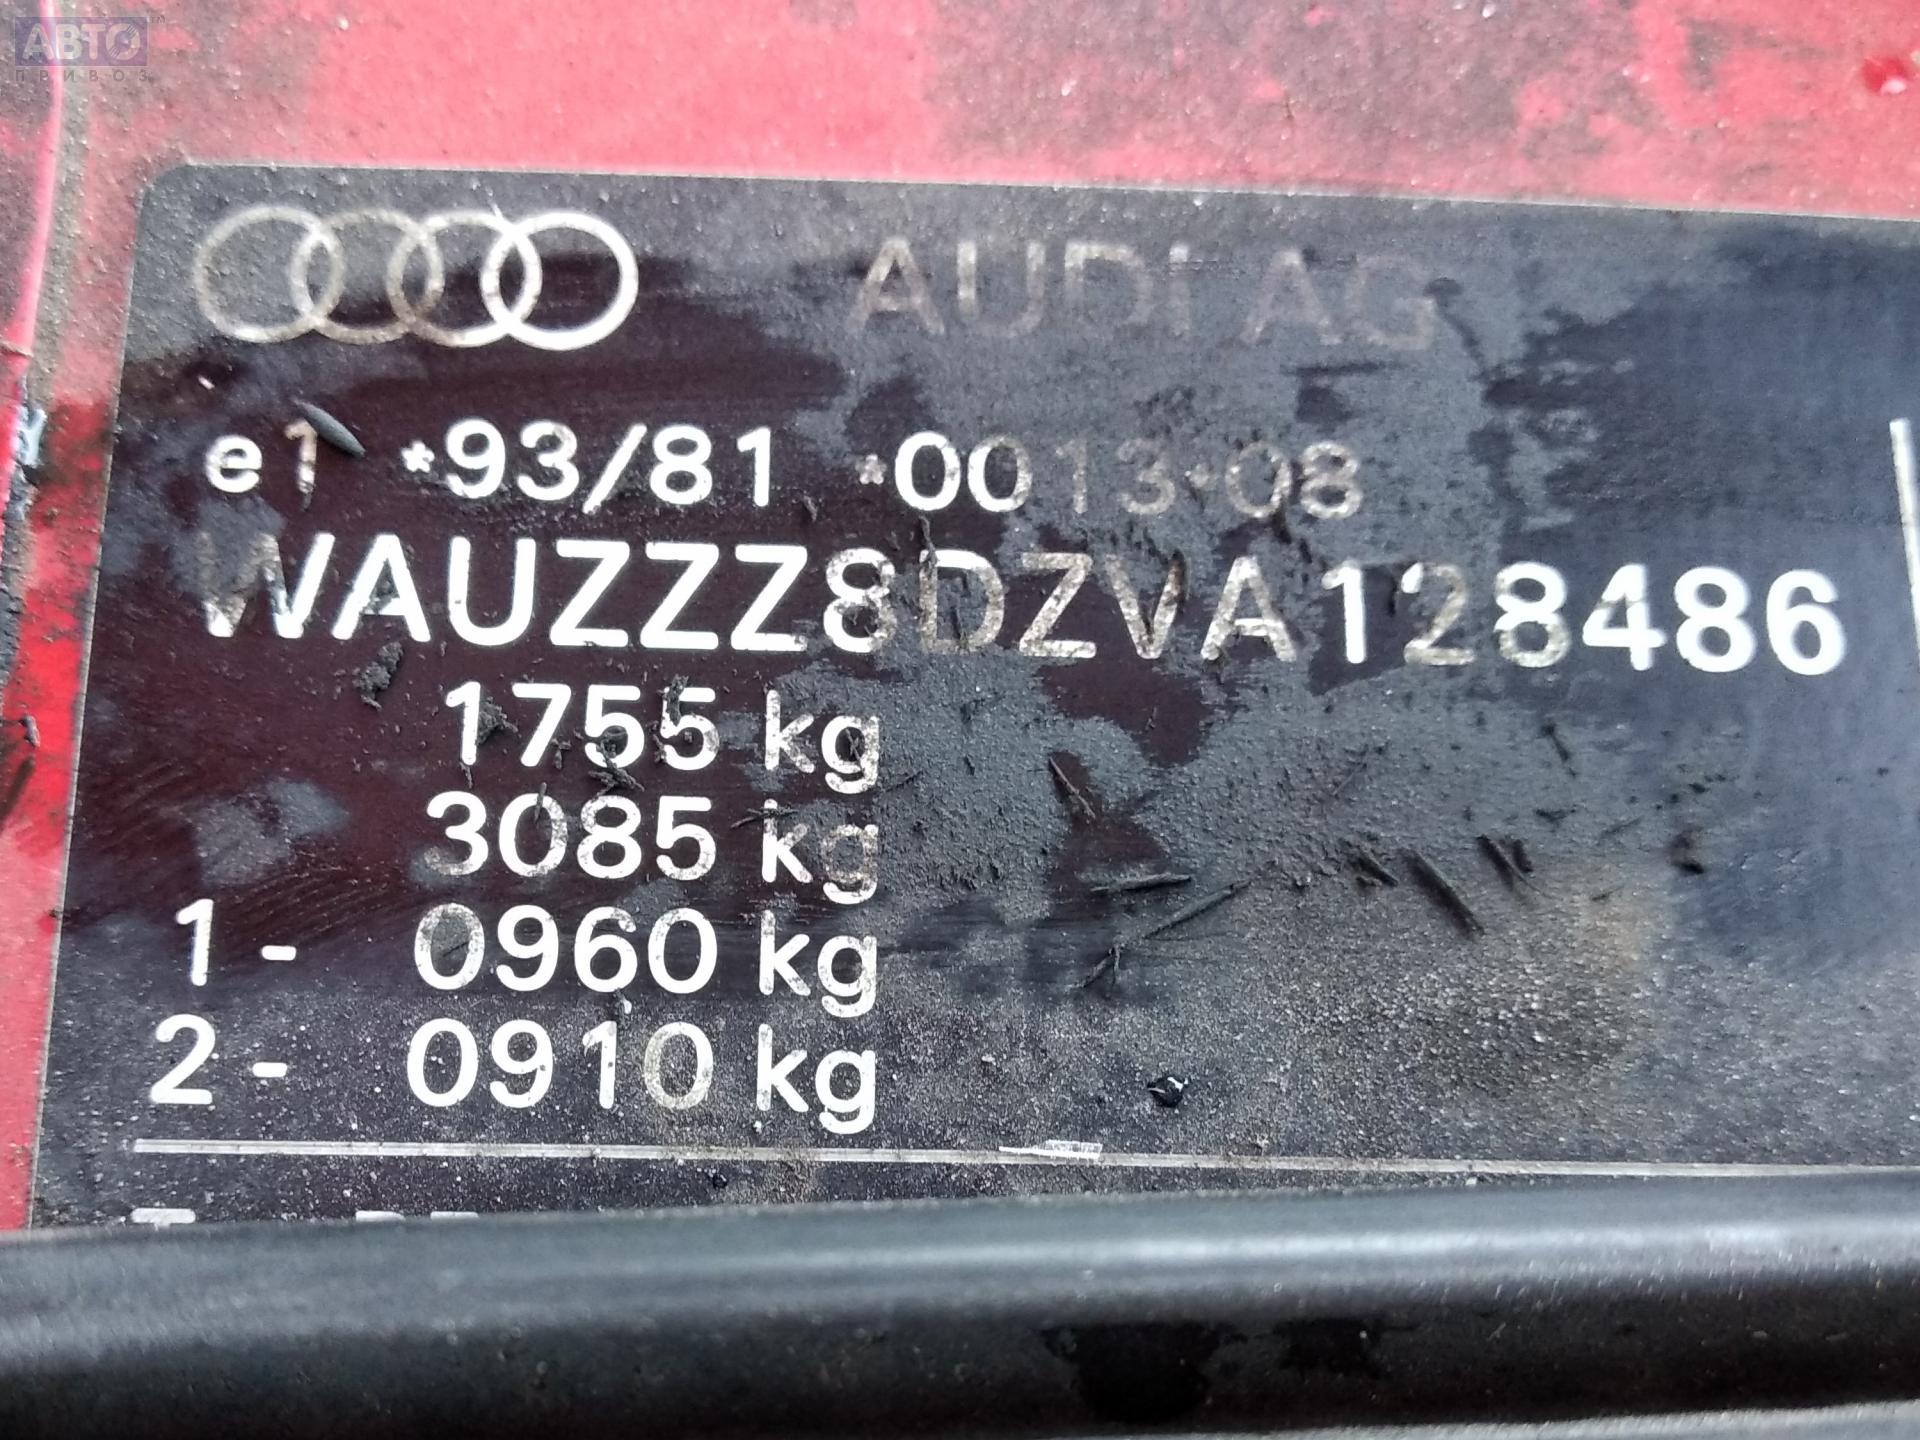 АВТО
ПРИВОЗ
AUDI AG
e1 *93/81 *0013*08
WAUZZZ8DZVA128486
1755 kg
3085 kg
1- 0960 kg
2- 0910 kg